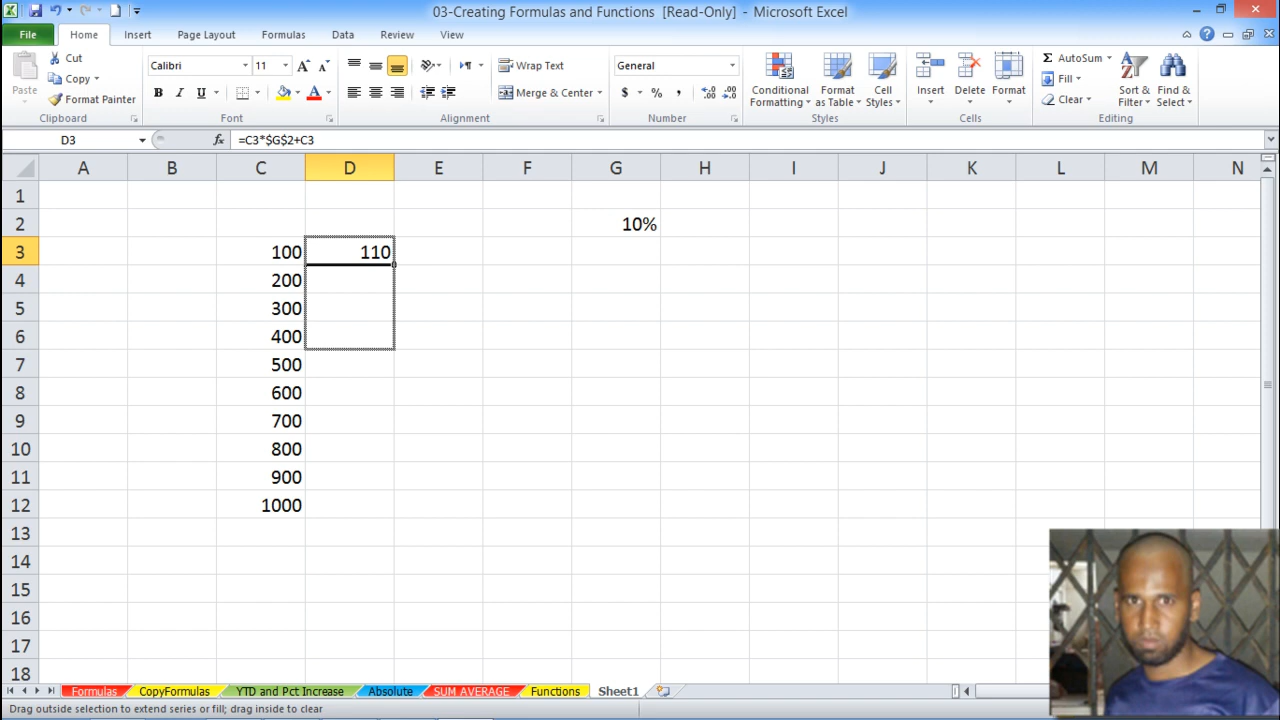 03-Creating Formulas and Functions [Read-Only] - Microsoft Excel
File Home Insert Page Layout Formulas Data Review View
Paste
Cut
Copy
Format Painter
Clipboard
Calibri 11
B I U
Font
Wrap Text
Merge & Center
Alignment
General
$ % ,
Number
Conditional Formatting
Format as Table
Cell Styles
Styles
Insert
Delete
Format
Cells
AutoSum
Fill
Clear
Sort & Filter
Find & Select
Editing
D3 fx =C3*$G$2+C3
A B C D E F G H I J K L M N
1
2 10%
3 100 110
4 200
5 300
6 400
7 500
8 600
9 700
10 800
11 900
12 1000
13
14
15
16
17
18
Formulas CopyFormulas YTD and Pct Increase Absolute SUM AVERAGE Functions Sheet1
Drag outside selection to extend series or fill; drag inside to clear